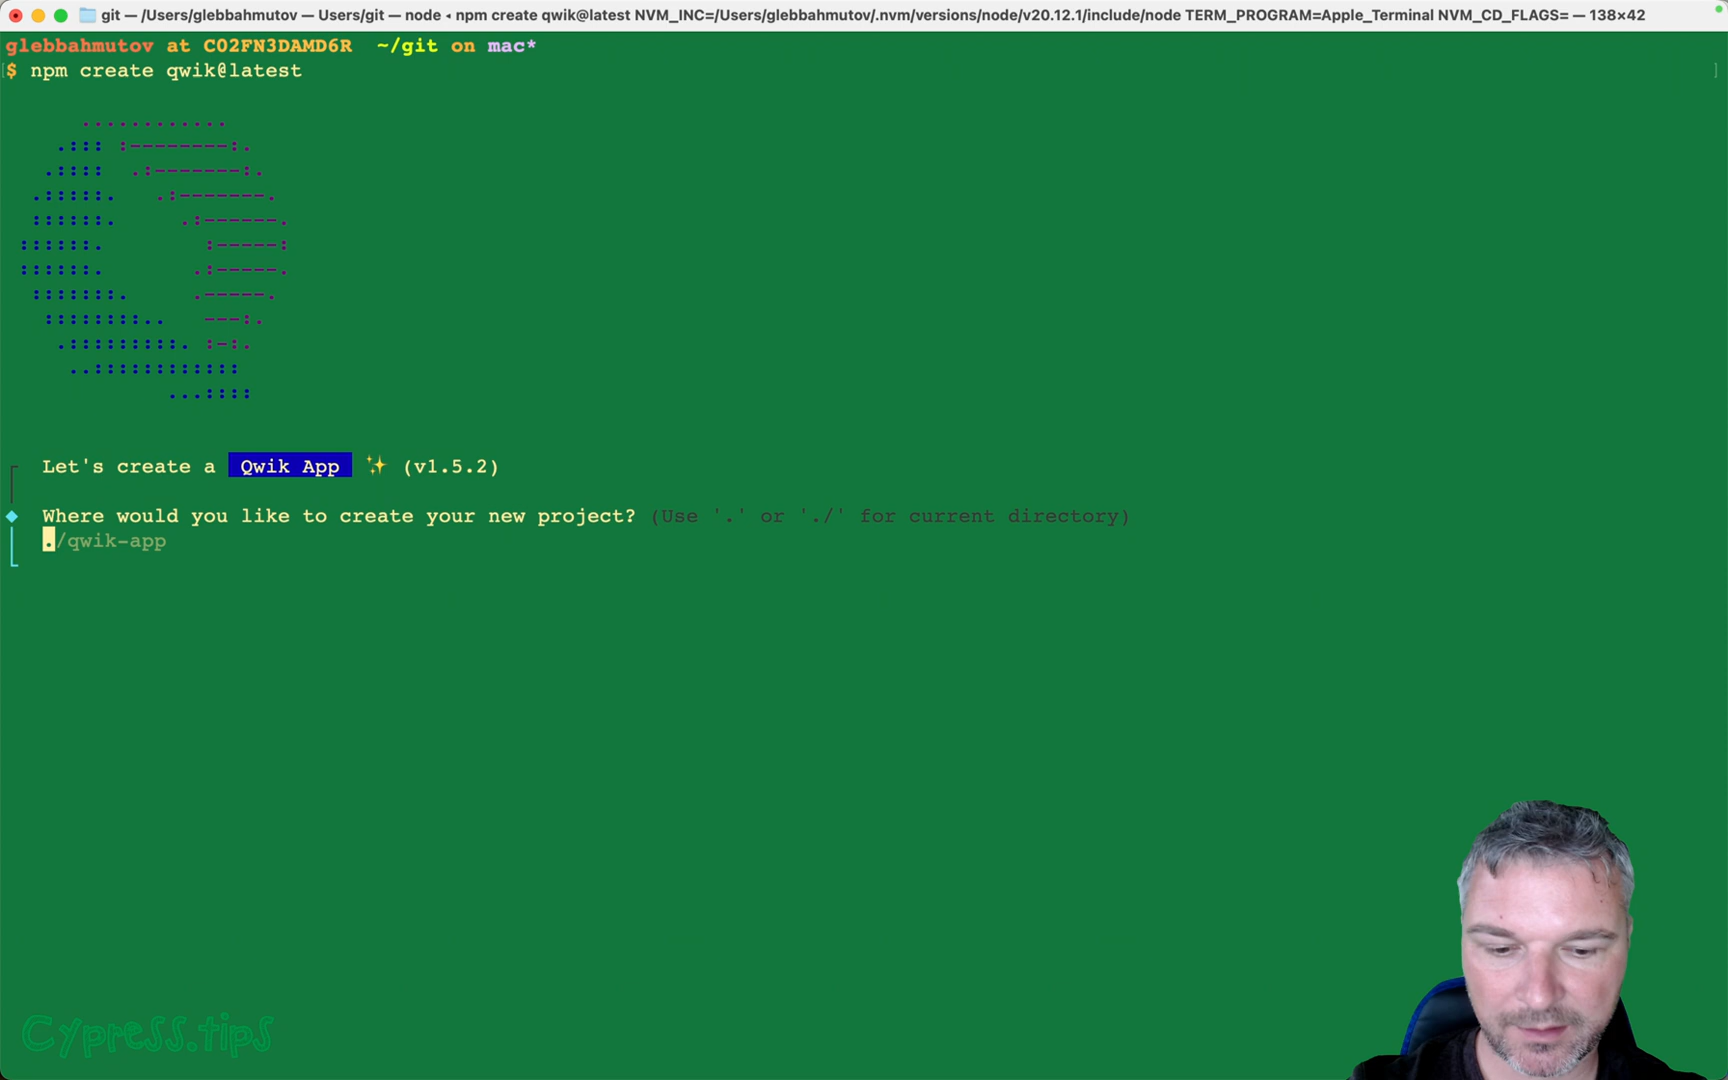 git — /Users/glebbahmutov — Users/git — node ◂ npm create qwik@latest NVM_INC=/Users/glebbahmutov/.nvm/versions/node/v20.12.1/include/node TERM_PROGRAM=Apple_Terminal NVM_CD_FLAGS= — 138×42
glebbahmutov at C02FN3DAMD6R ~/git on mac*
$ npm create qwik@latest
Let's create a Qwik App ✨ (v1.5.2)
Where would you like to create your new project? (Use '.' or './' for current directory)
./qwik-app
Cypress.tips